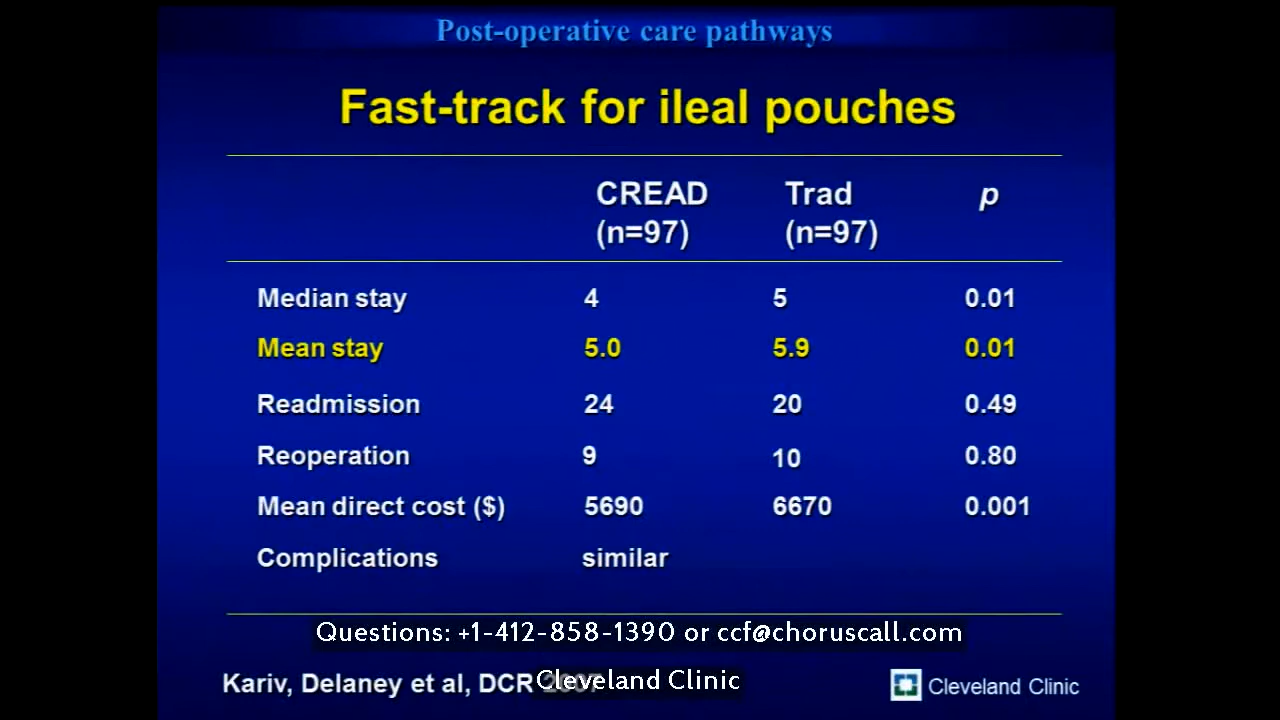 Post-operative care pathways
Fast-track for ileal pouches
CREAD Trad p
(n=97) (n=97)
Median stay 4 5 0.01
Mean stay 5.0 5.9 0.01
Readmission 24 20 0.49
Reoperation 9 10 0.80
Mean direct cost ($) 5690 6670 0.001
Complications similar
Questions: +1-412-858-1390 or ccf@choruscall.com
Kariv, Delaney et al, DCR
Cleveland Clinic
Cleveland Clinic